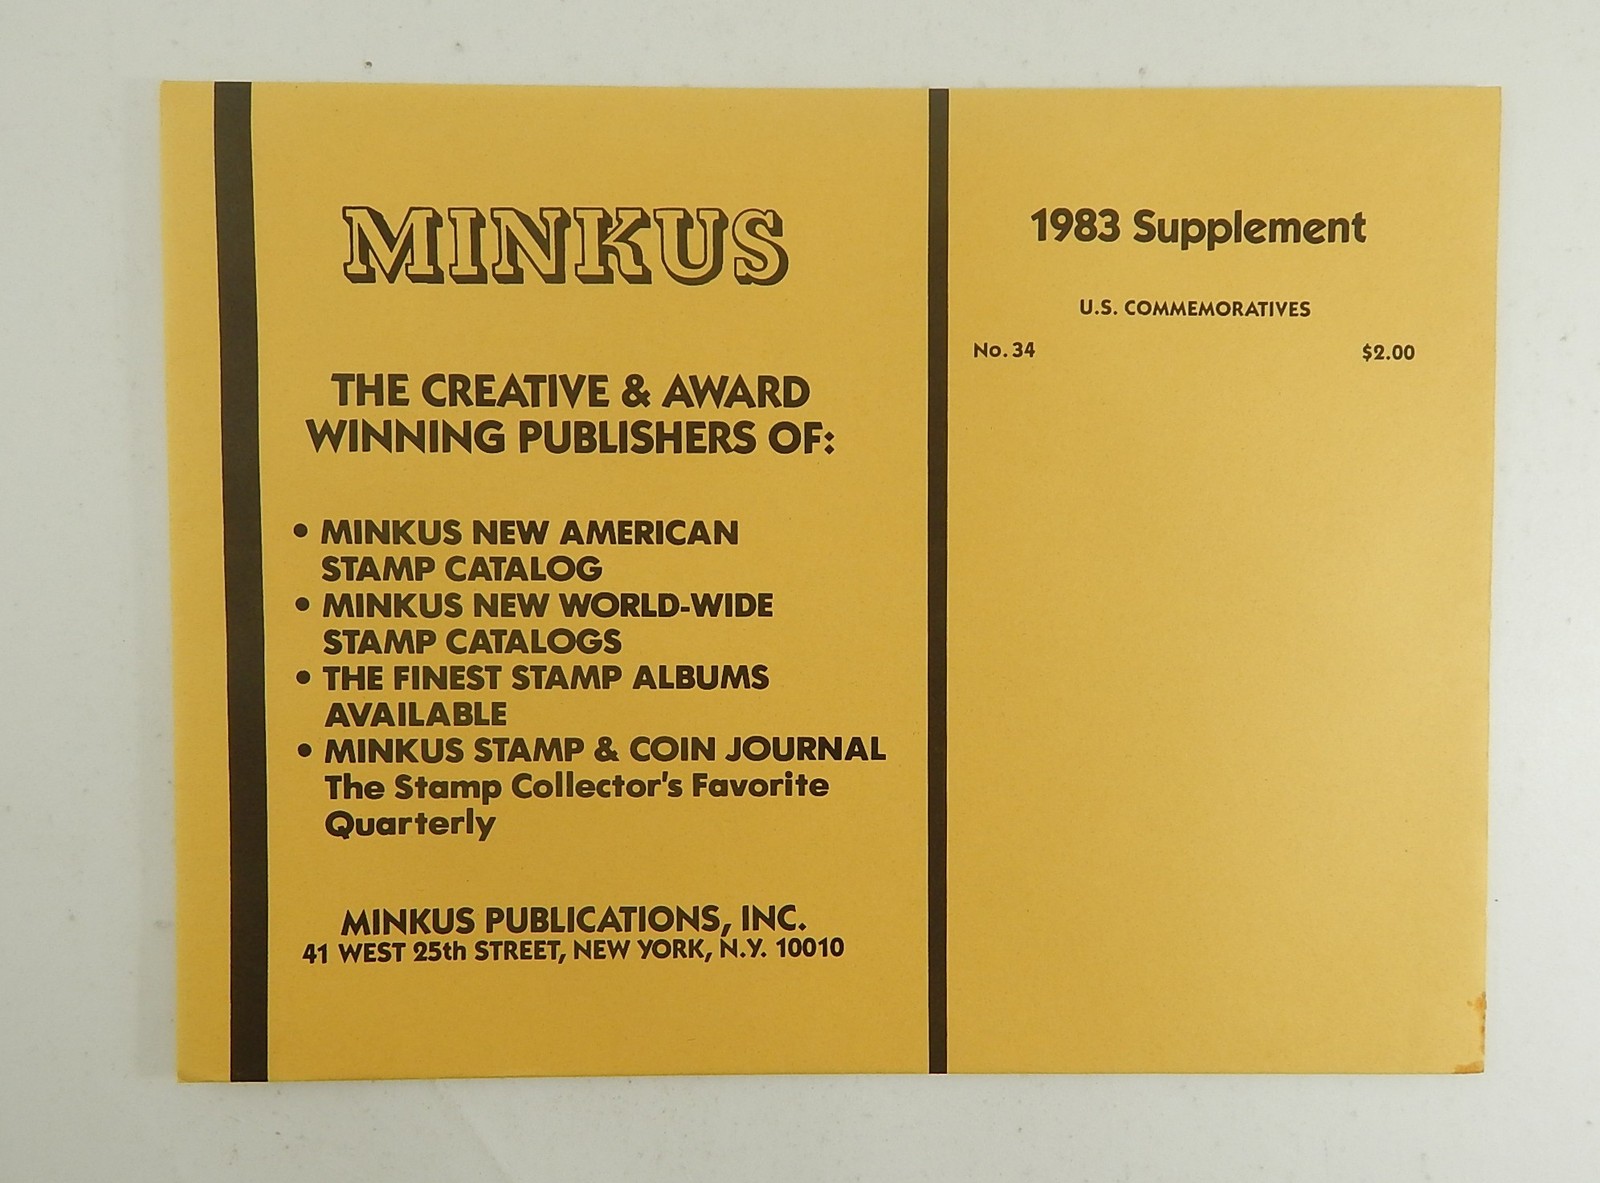 MINKUS
THE CREATIVE & AWARD
WINNING PUBLISHERS OF:
• MINKUS NEW AMERICAN
STAMP CATALOG
• MINKUS NEW WORLD-WIDE
STAMP CATALOGS
• THE FINEST STAMP ALBUMS
AVAILABLE
• MINKUS STAMP & COIN JOURNAL
The Stamp Collector's Favorite
Quarterly
MINKUS PUBLICATIONS, INC.
41 WEST 25th STREET, NEW YORK, N.Y. 10010
1983 Supplement
U.S. COMMEMORATIVES
No. 34 $2.00